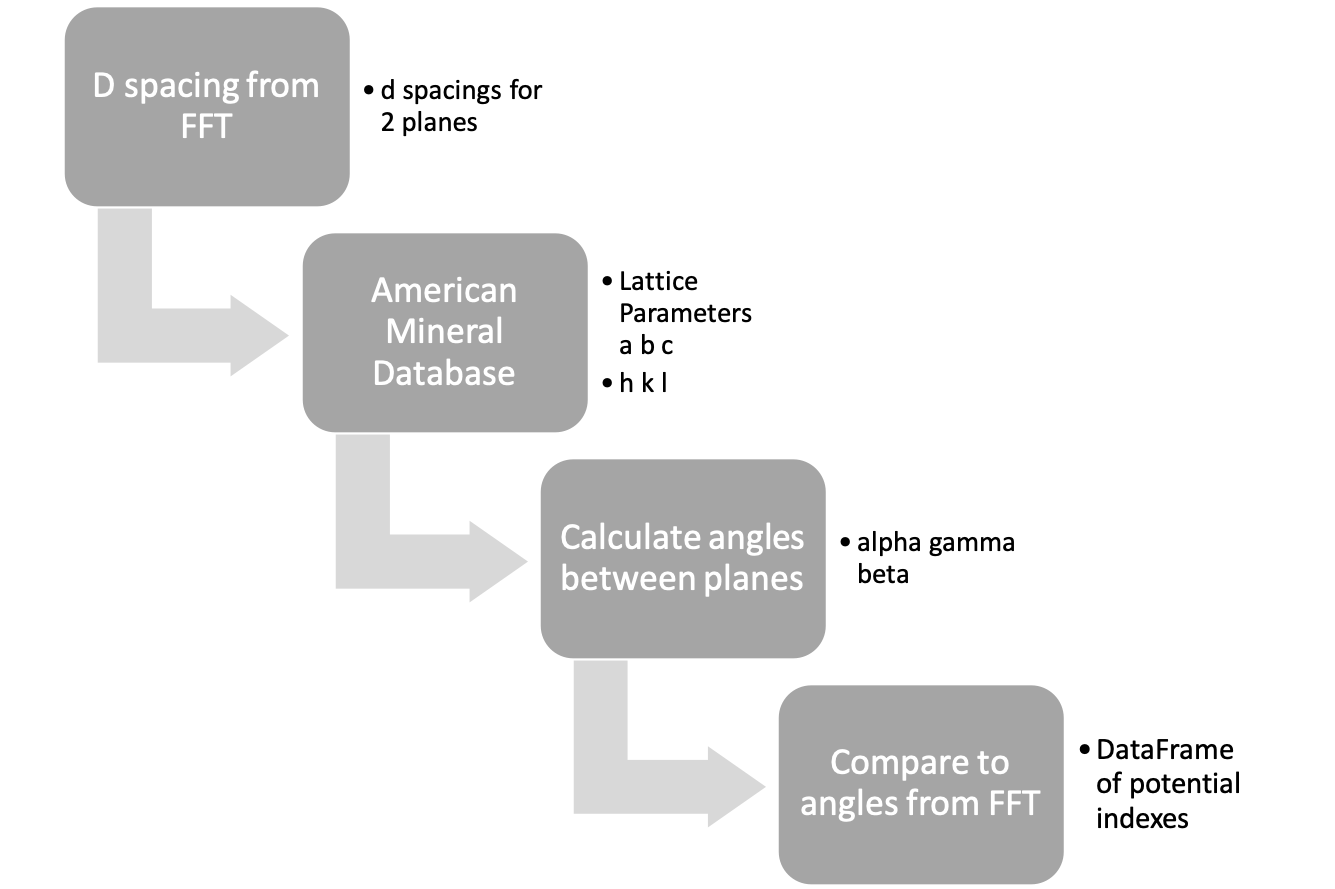 D spacing from
FFT
• d spacings for
2 planes
American
Mineral
Database
• Lattice
Parameters
a b c
• h k l
Calculate angles
between planes
• alpha gamma
beta
Compare to
angles from FFT
• DataFrame
of potential
indexes